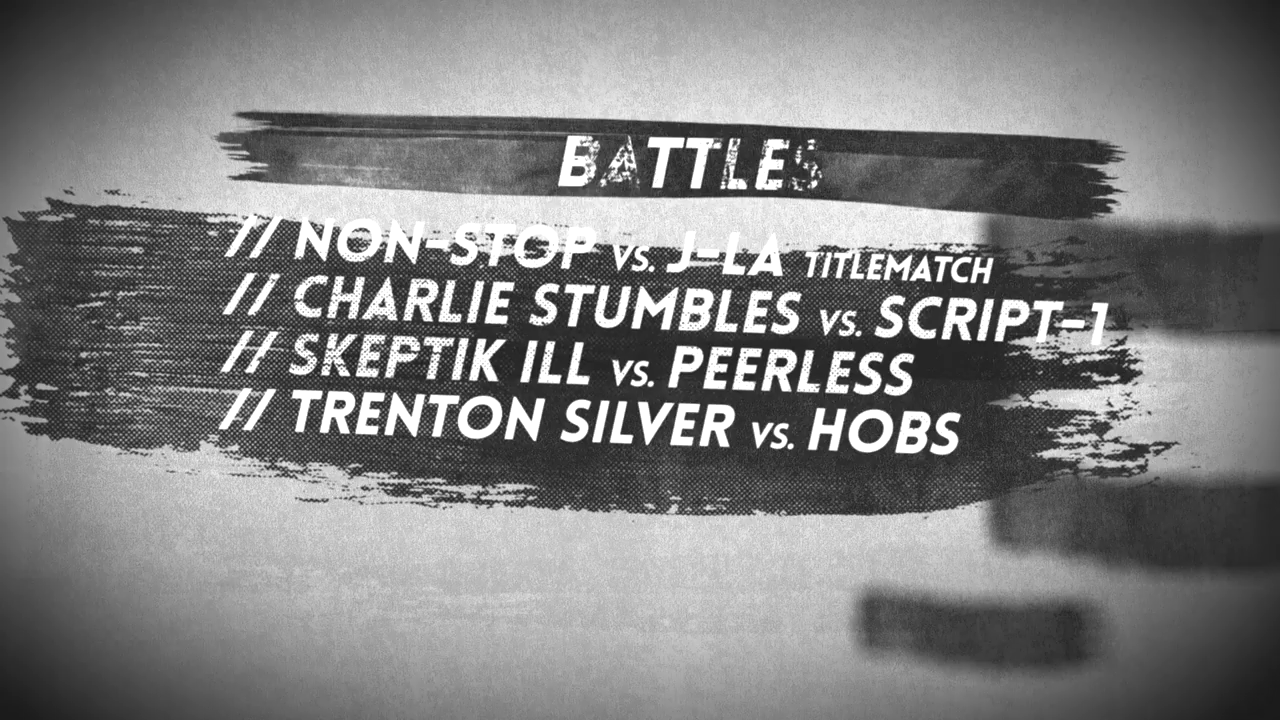 BATTLES
// NON-STOP VS. J-LA TITLEMATCH
// CHARLIE STUMBLES VS. SCRIPT-1
// SKEPTIK ILL VS. PEERLESS
// TRENTON SILVER VS. HOBS